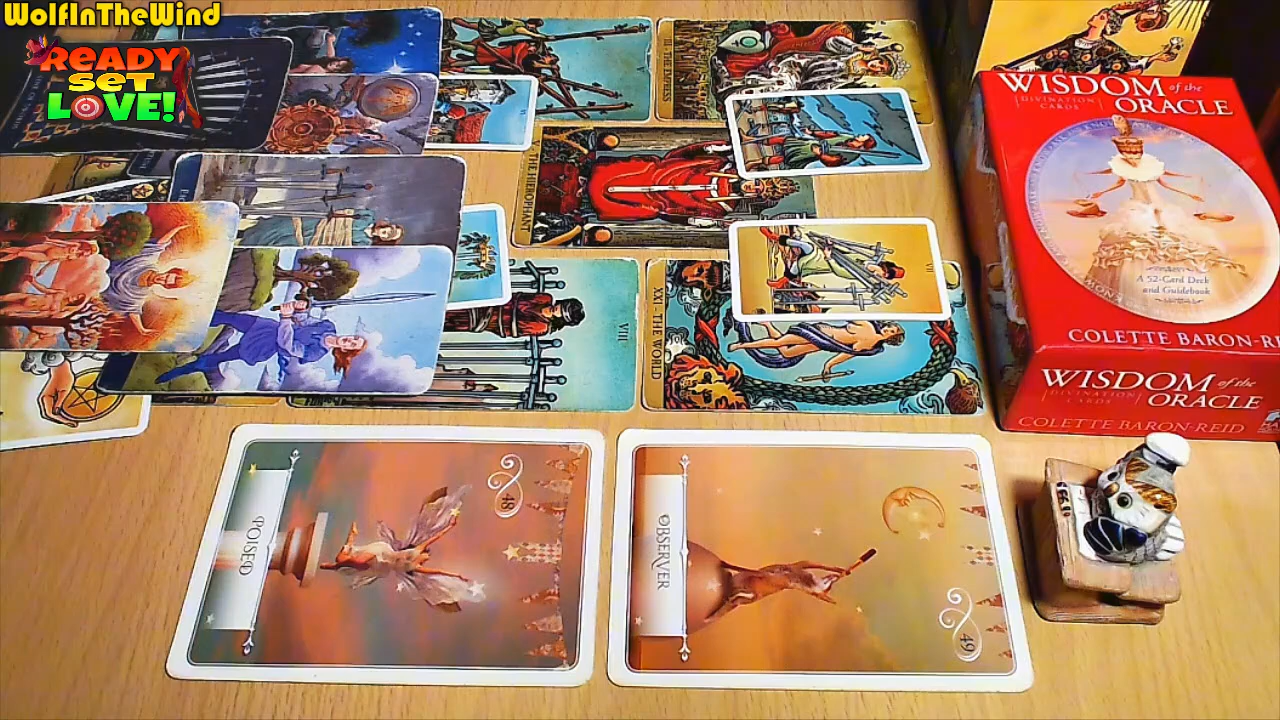 WolfInTheWind
READY
SET
LOVE!
III - THE EMPRESS
V - THE HIEROPHANT
VIII
VII
XXI - THE WORLD
WISDOM of the
ORACLE
DIVINATION
CARDS
A 52-Card Deck
and Guidebook
COLETTE BARON-RE
WISDOM of the
ORACLE
DIVINATION
CARDS
COLETTE BARON-REID
POISED
48
OBSERVER
49